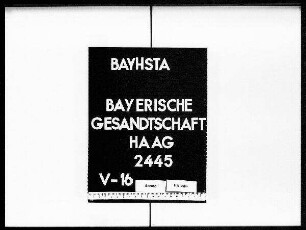 BAYHSTA
BAYERISCHE
GESANDTSCHAFT
HAAG
2445
V-16